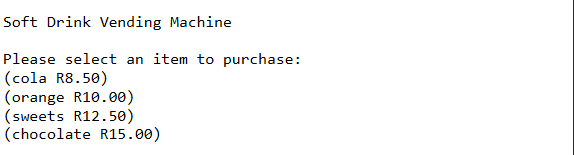 Soft Drink Vending Machine
Please select an item to purchase:
(cola R8.50)
(orange R10.00)
(sweets R12.50)
(chocolate R15.00)